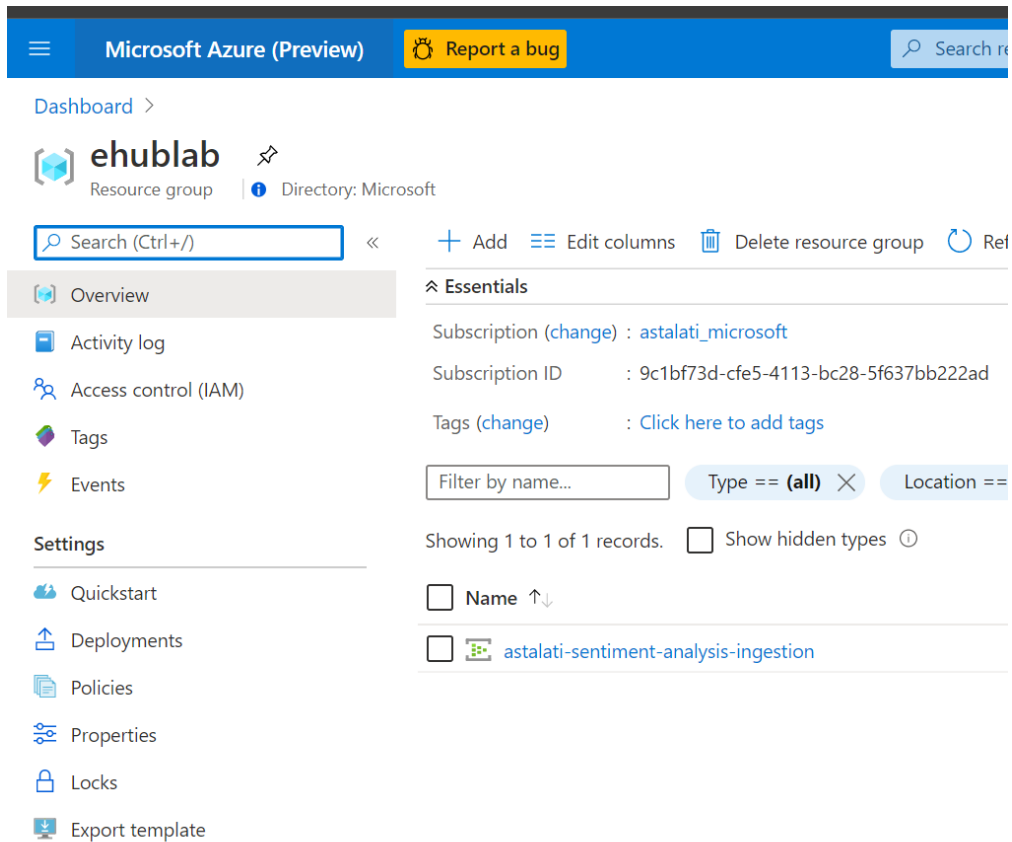 Microsoft Azure (Preview) Report a bug Search re
Dashboard >
ehublab
Resource group Directory: Microsoft
Search (Ctrl+/) «
Overview
Activity log
Access control (IAM)
Tags
Events
Settings
Quickstart
Deployments
Policies
Properties
Locks
Export template
Add Edit columns Delete resource group Ref
Essentials
Subscription (change) : astalati_microsoft
Subscription ID : 9c1bf73d-cfe5-4113-bc28-5f637bb222ad
Tags (change) : Click here to add tags
Filter by name... Type == (all) Location ==
Showing 1 to 1 of 1 records. Show hidden types
Name ↑↓
astalati-sentiment-analysis-ingestion